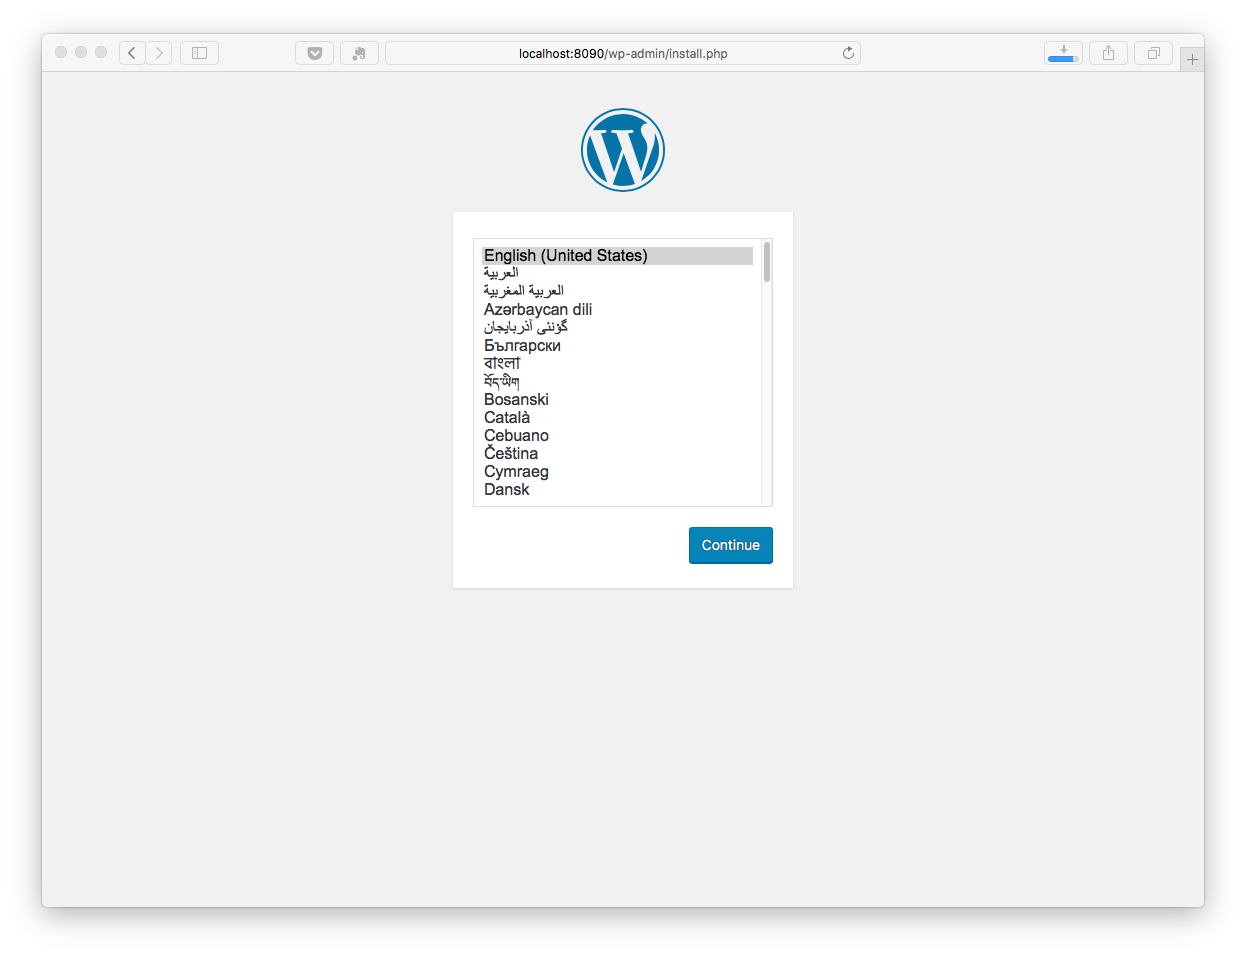 localhost:8090/wp-admin/install.php
English (United States)
العربية
العربية المغربية
Azərbaycan dili
گؤنئی آذربایجان
Български
বাংলা
བོད་ཡིག
Bosanski
Català
Cebuano
Čeština
Cymraeg
Dansk
Continue